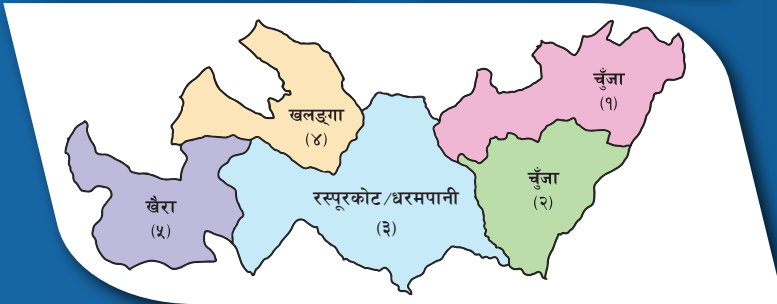 चुँजा
(१)
खलङ्गा
(४)
चुँजा
(२)
रस्पूरकोट/धरमपानी
(३)
खैरा
(५)